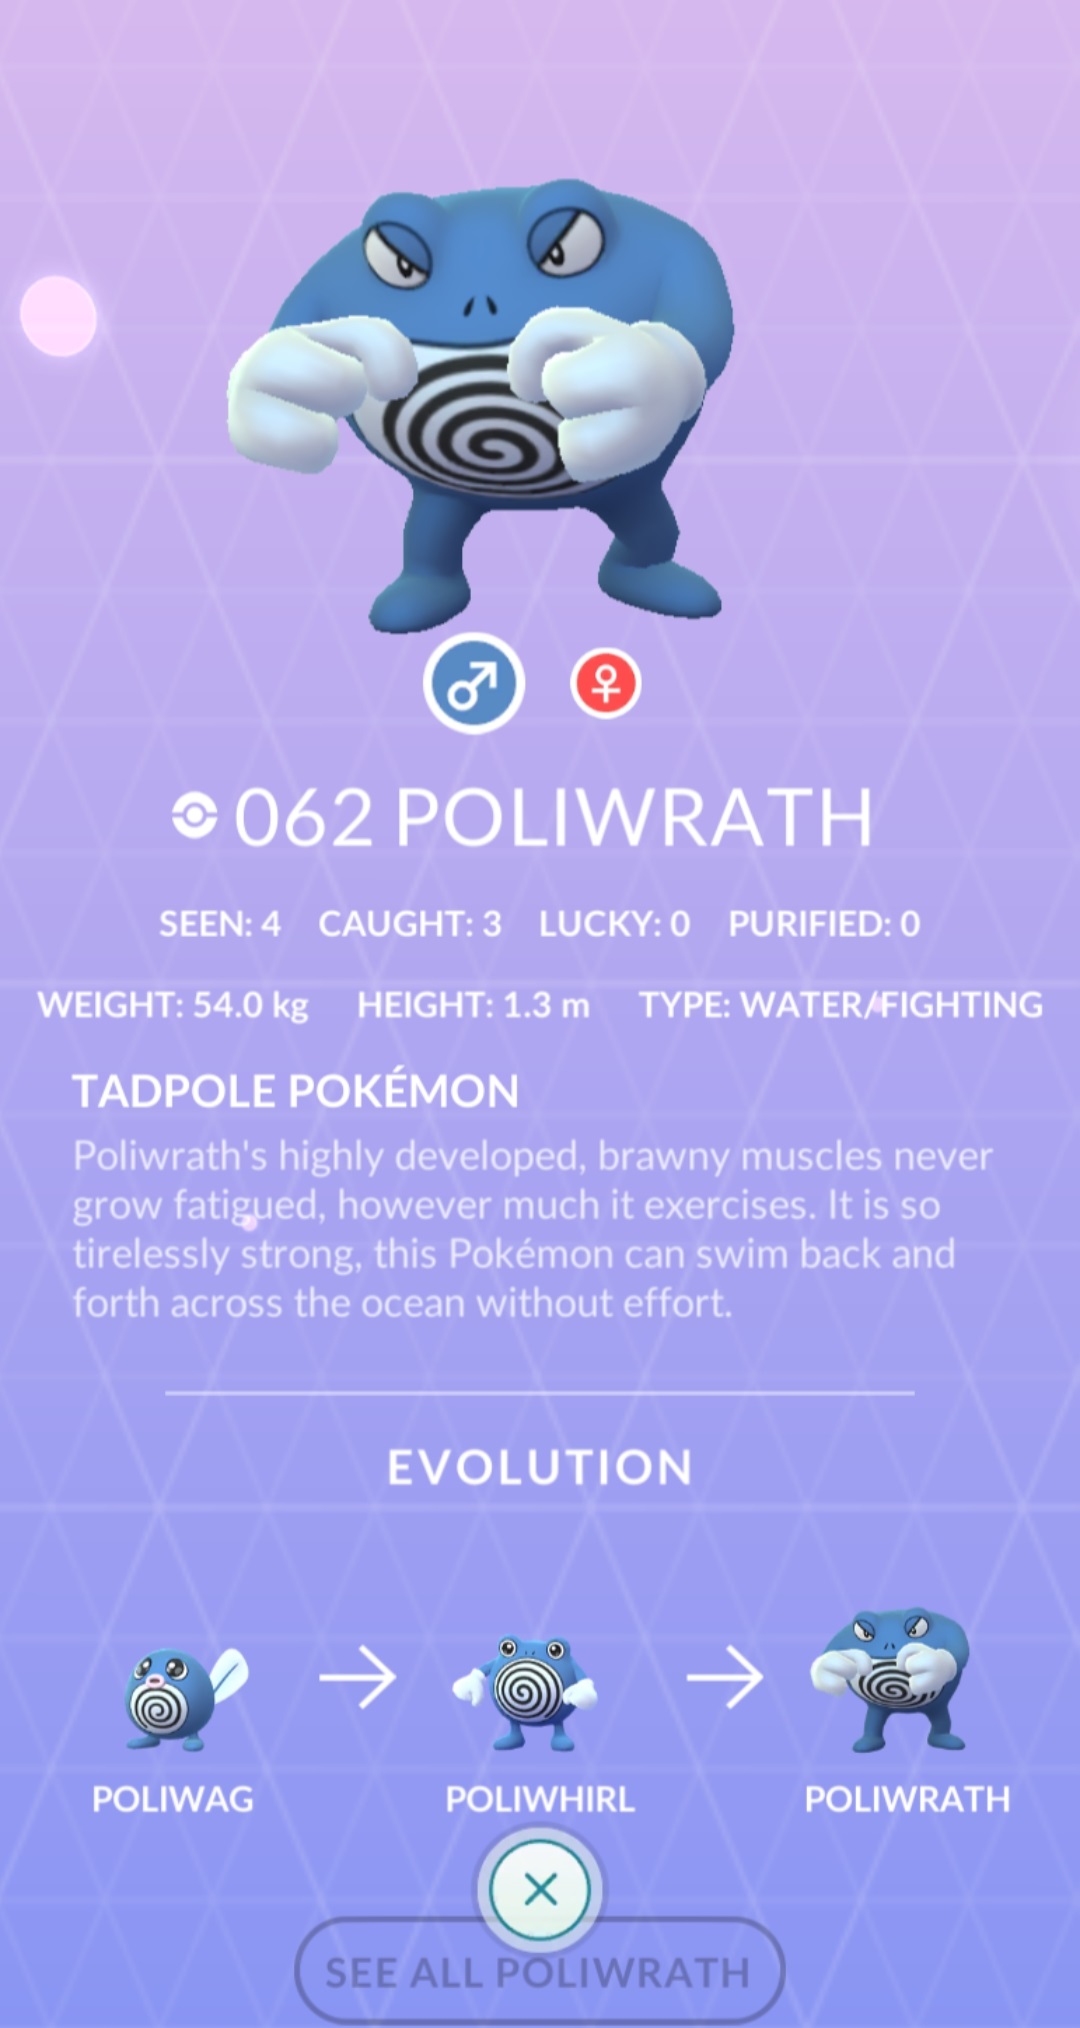 062 POLIWRATH
SEEN: 4 CAUGHT: 3 LUCKY: 0 PURIFIED: 0
WEIGHT: 54.0 kg HEIGHT: 1.3 m TYPE: WATER/FIGHTING
TADPOLE POKÉMON
Poliwrath's highly developed, brawny muscles never
grow fatigued, however much it exercises. It is so
tirelessly strong, this Pokémon can swim back and
forth across the ocean without effort.
EVOLUTION
POLIWAG POLIWHIRL POLIWRATH
SEE ALL POLIWRATH